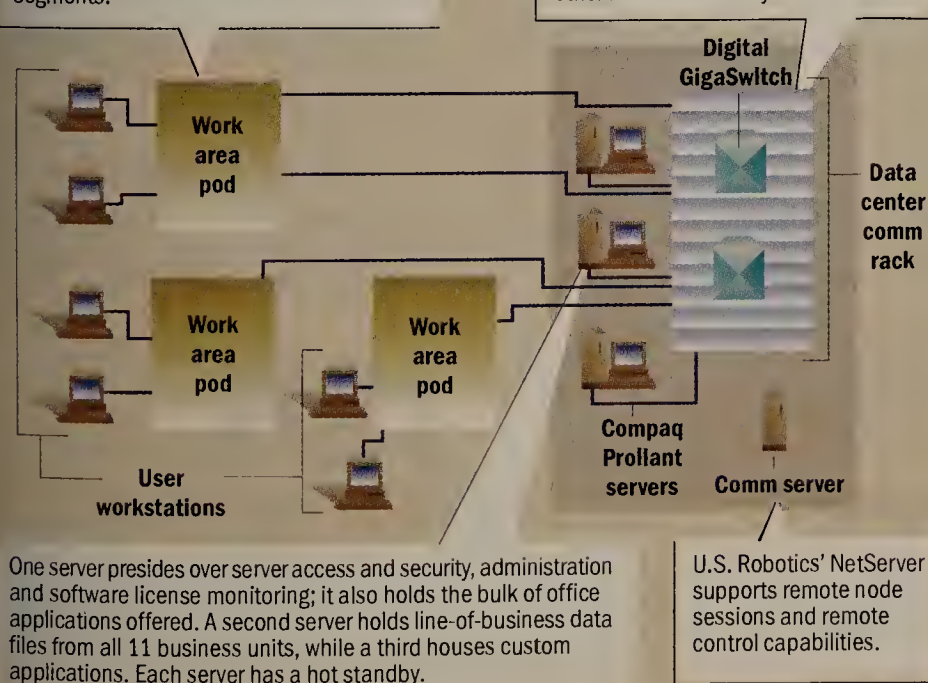 segments.
Digital
GigaSwitch
Work
area
pod
Data
center
comm
rack
Work
area
pod
Work
area
pod
User
workstations
Compaq
Proliant
servers
Comm server
One server presides over server access and security, administration
and software license monitoring; it also holds the bulk of office
applications offered. A second server holds line-of-business data
files from all 11 business units, while a third houses custom
applications. Each server has a hot standby.
U.S. Robotics' NetServer
supports remote node
sessions and remote
control capabilities.